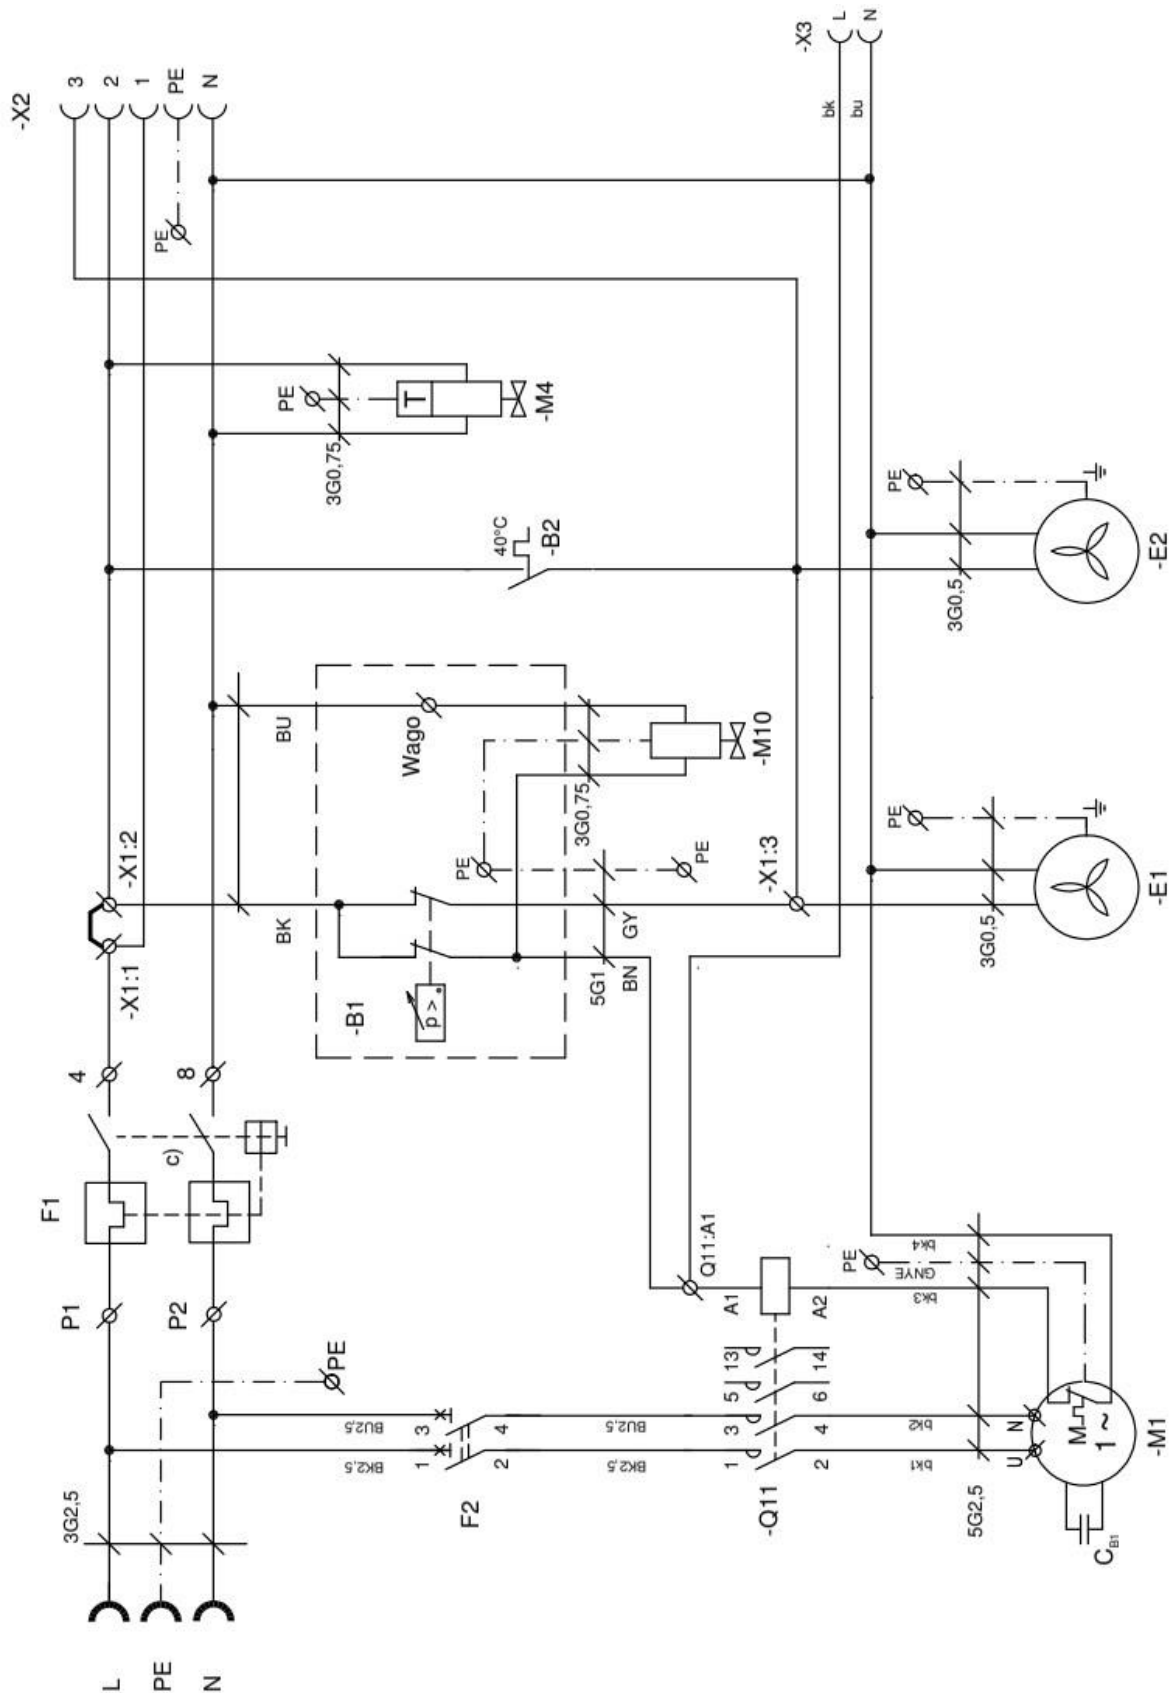 -X2
F1
3G2,5
P1
4
-X1:1
-X1:2
3
2
1
L
PE
N
P2
8
c)
PE
N
PE
BK
BU
PE
PE
3G0,75
T
-M4
-B1
p >
Wago
BK2,5
BU2,5
1
3
2
4
F2
PE
40°C
-B2
5G1
BN
GY
3G0,75
BK2,5
BU2,5
PE
-M10
Q11:A1
-X1:3
-X3
L
N
bk
bu
1
3
5
13
A1
-Q11
2
4
6
14
A2
PE
bk1
bk2
bk3
GNYE
bk4
PE
PE
5G2,5
3G0,5
3G0,5
U
N
M
1 ~
C B1
-M1
-E1
-E2